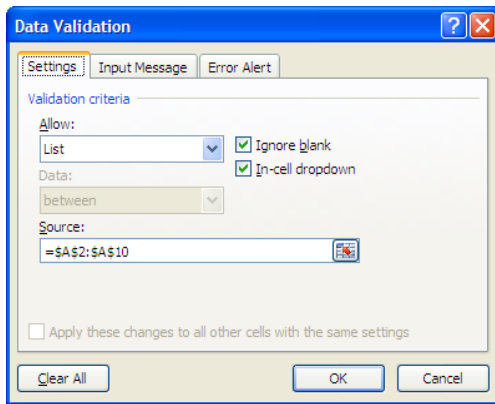 Data Validation
Settings Input Message Error Alert
Validation criteria
Allow:
List
Ignore blank
Data:
In-cell dropdown
between
Source:
=$A$2:$A$10
Apply these changes to all other cells with the same settings
Clear All OK Cancel